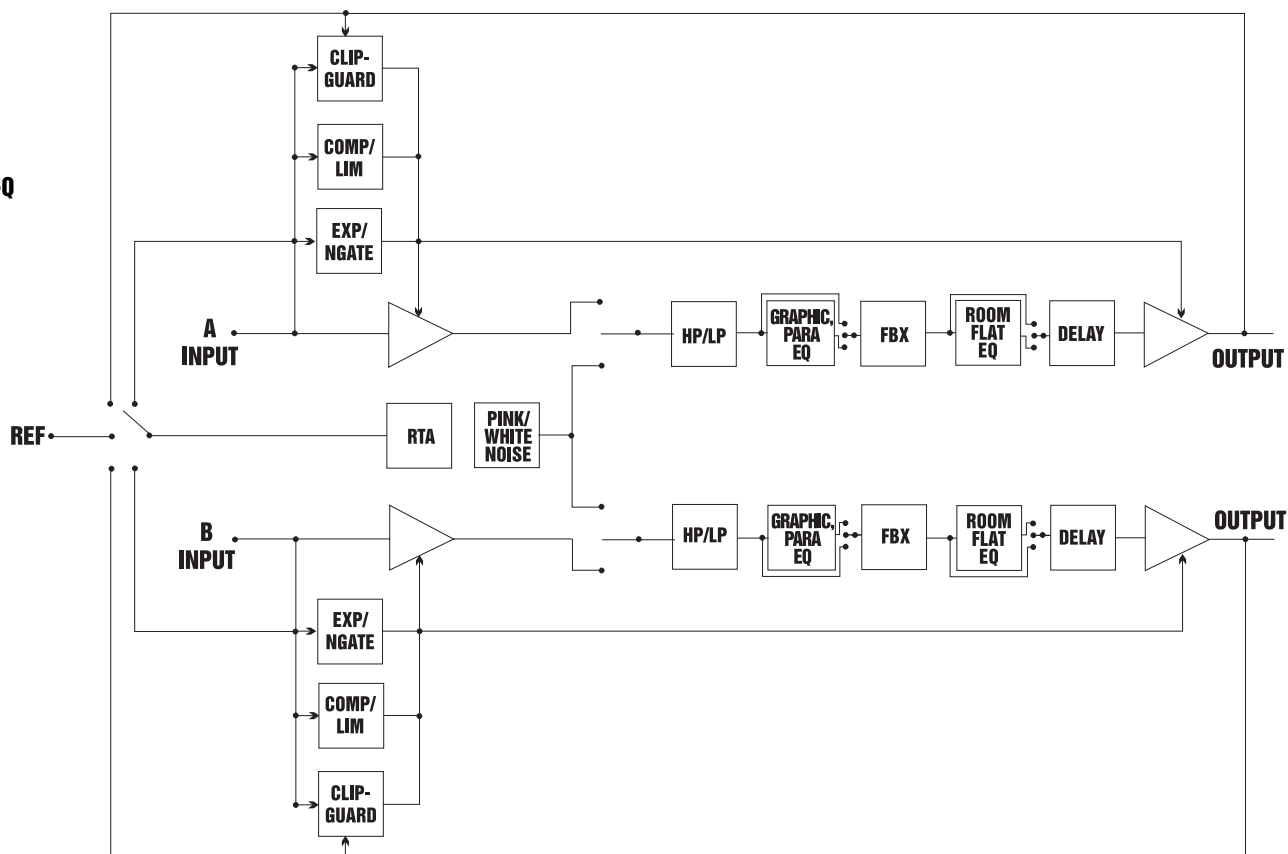 CLIP-
GUARD
COMP/
LIM
Q
EXP/
NGATE
A
INPUT
HP/LP
GRAPHIC,
PARA
EQ
FBX
ROOM
FLAT
EQ
DELAY
OUTPUT
REF
RTA
PINK/
WHITE
NOISE
B
INPUT
HP/LP
GRAPHIC,
PARA
EQ
FBX
ROOM
FLAT
EQ
DELAY
OUTPUT
EXP/
NGATE
COMP/
LIM
CLIP-
GUARD